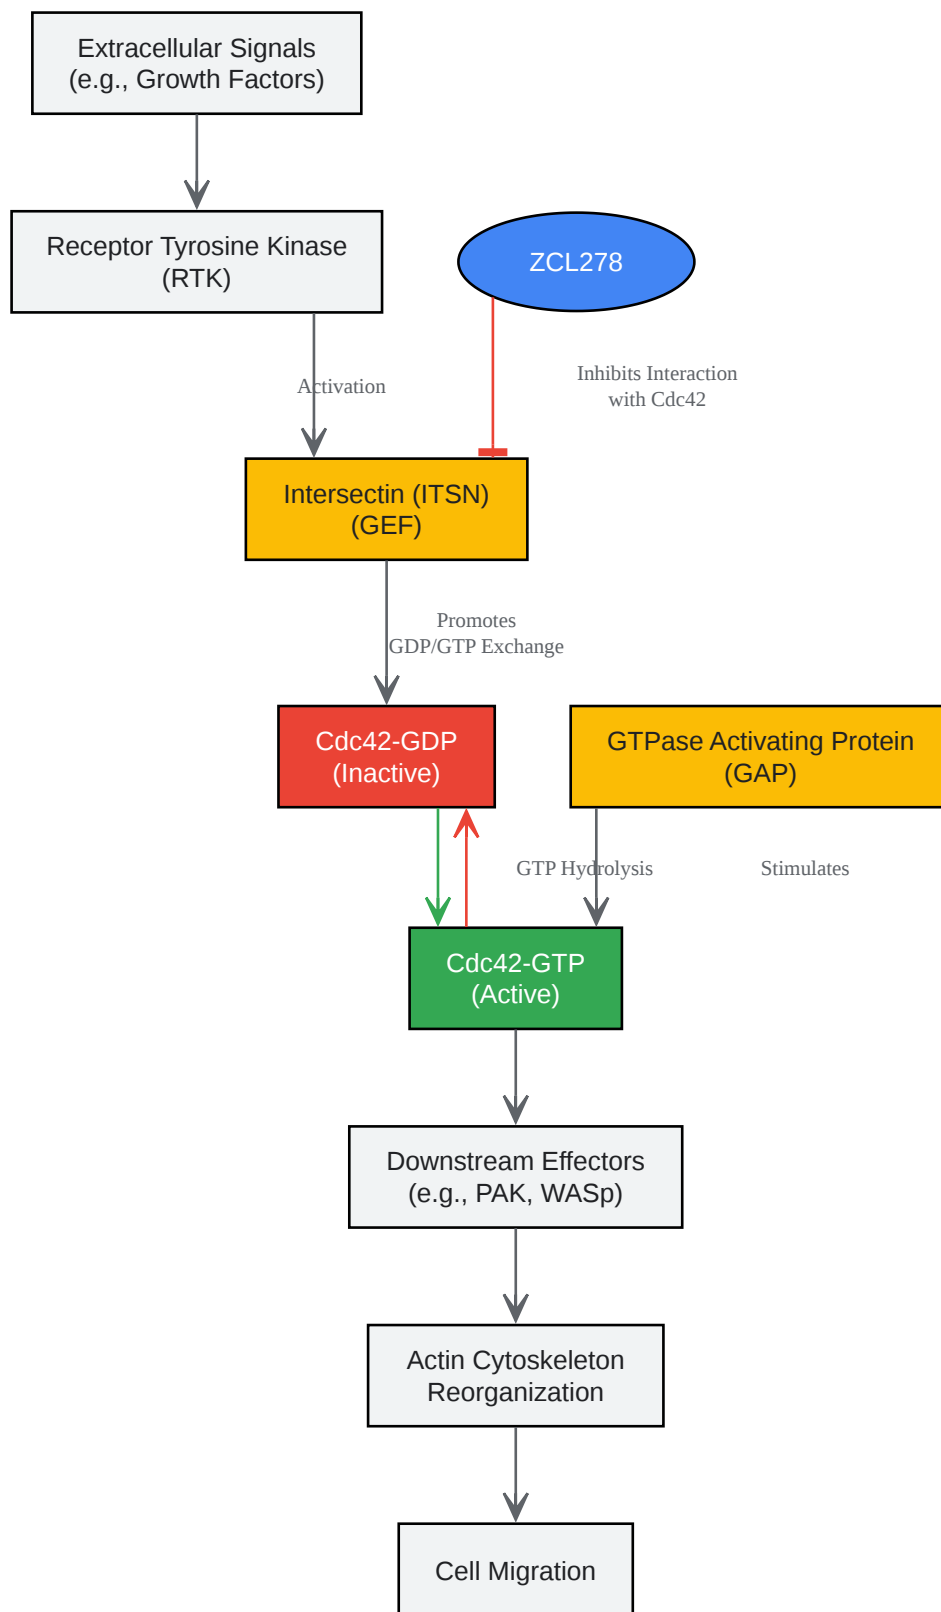 Extracellular Signals
(e.g., Growth Factors)
Receptor Tyrosine Kinase
(RTK)
ZCL278
Activation
Inhibits Interaction
with Cdc42
Intersectin (ITSN)
(GEF)
Promotes
GDP/GTP Exchange
Cdc42-GDP
(Inactive)
GTPase Activating Protein
(GAP)
GTP Hydrolysis
Stimulates
Cdc42-GTP
(Active)
Downstream Effectors
(e.g., PAK, WASp)
Actin Cytoskeleton
Reorganization
Cell Migration